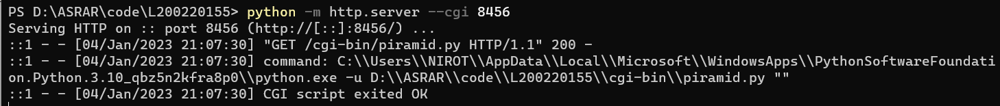 PS D:\ASRAR\code\L200220155> python -m http.server --cgi 8456
Serving HTTP on :: port 8456 (http://[::]:8456/) ...
::1 - - [04/Jan/2023 21:07:30] "GET /cgi-bin/piramid.py HTTP/1.1" 200 -
::1 - - [04/Jan/2023 21:07:30] command: C:\\Users\\NIROT\\AppData\\Local\\Microsoft\\WindowsApps\\PythonSoftwareFoundati
on.Python.3.10_qbz5n2kfra8p0\\python.exe -u D:\\ASRAR\\code\\L200220155\\cgi-bin\\piramid.py ""
::1 - - [04/Jan/2023 21:07:30] CGI script exited OK